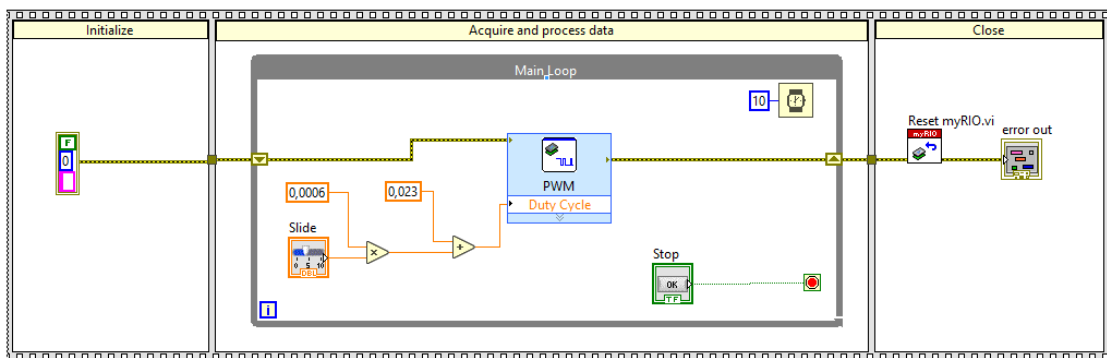 Initialize
Acquire and process data
Close
Main Loop
10
F
0
Reset myRIO.vi
myRIO
error out
PWM
Duty Cycle
0,0006
0,023
Slide
0 5 10
DBL
Stop
OK
TF
i